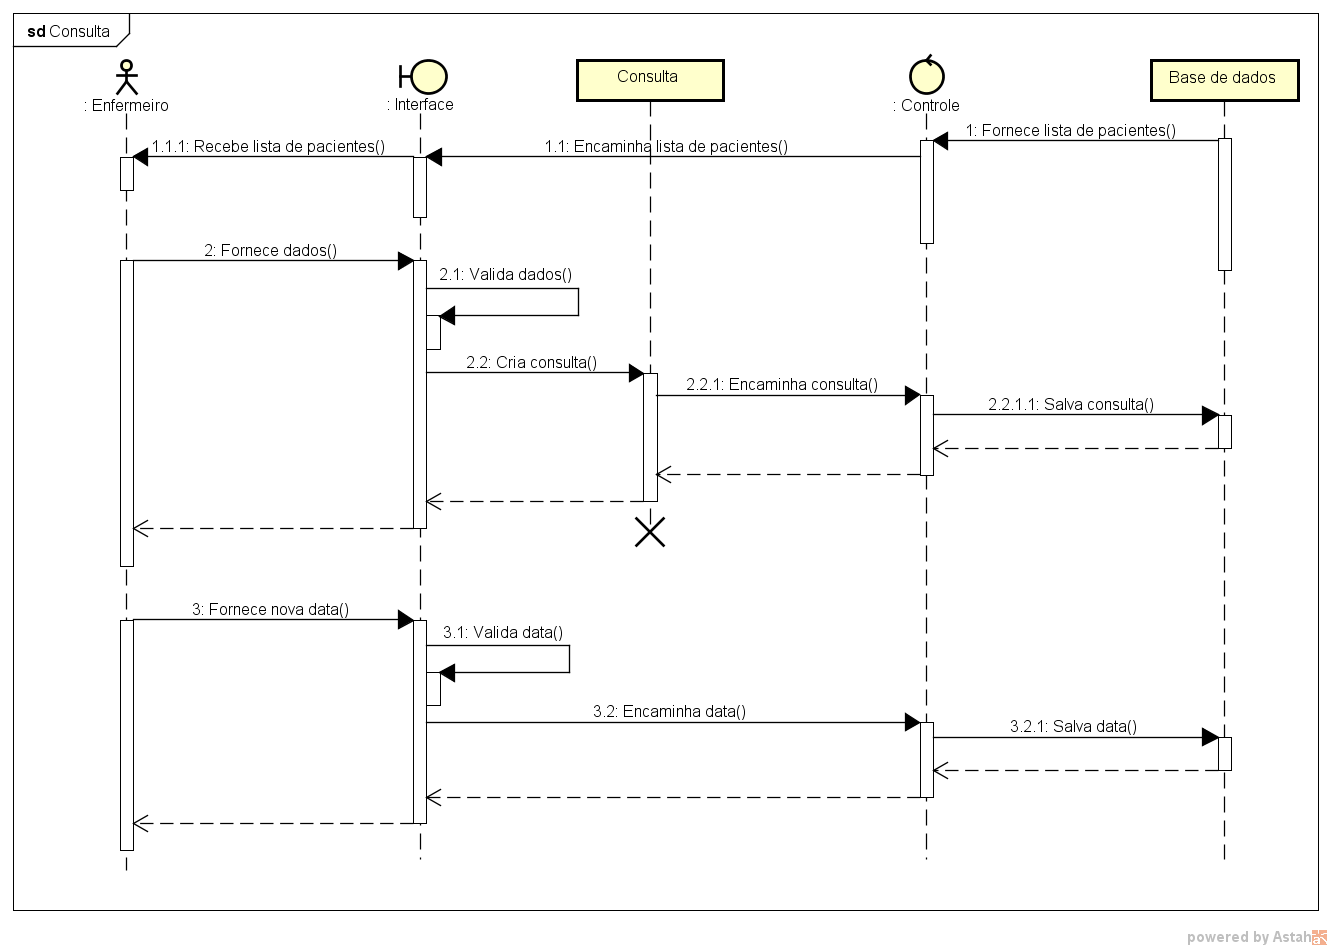 sd Consulta
: Enfermeiro
: Interface
Consulta
: Controle
Base de dados
1: Fornece lista de pacientes()
1.1: Encaminha lista de pacientes()
1.1.1: Recebe lista de pacientes()
2: Fornece dados()
2.1: Valida dados()
2.2: Cria consulta()
2.2.1: Encaminha consulta()
2.2.1.1: Salva consulta()
3: Fornece nova data()
3.1: Valida data()
3.2: Encaminha data()
3.2.1: Salva data()
powered by Astah